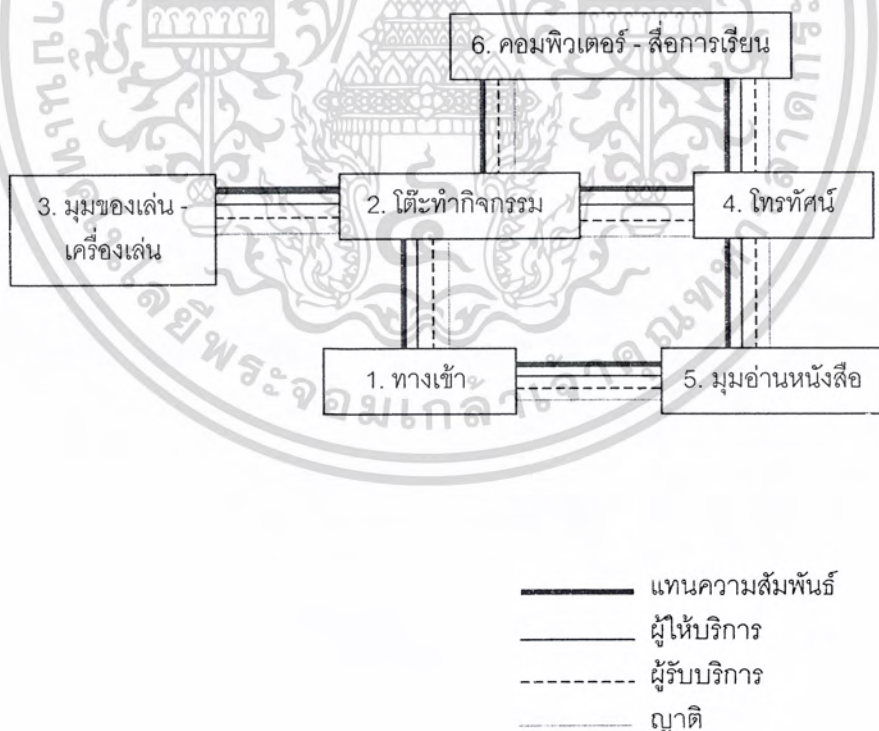 6. คอมพิวเตอร์ - สื่อการเรียน
3. มุมของเล่น -
เครื่องเล่น
2. โต๊ะทำกิจกรรม
4. โทรทัศน์
1. ทางเข้า
5. มุมอ่านหนังสือ
แทนความสัมพันธ์
ผู้ให้บริการ
ผู้รับบริการ
ญาติ